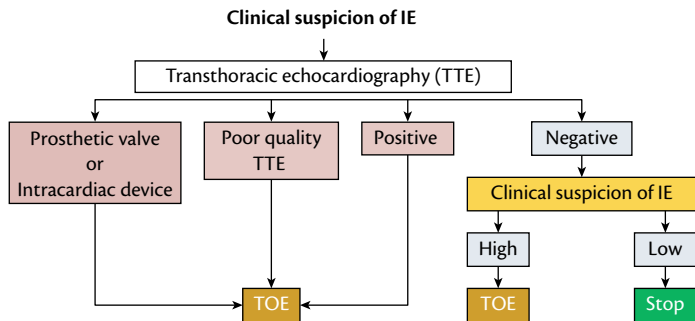 Clinical suspicion of IE
Transthoracic echocardiography (TTE)
Prosthetic valve
or
Intracardiac device
Poor quality
TTE
Positive
Negative
Clinical suspicion of IE
High
Low
TOE
TOE
Stop